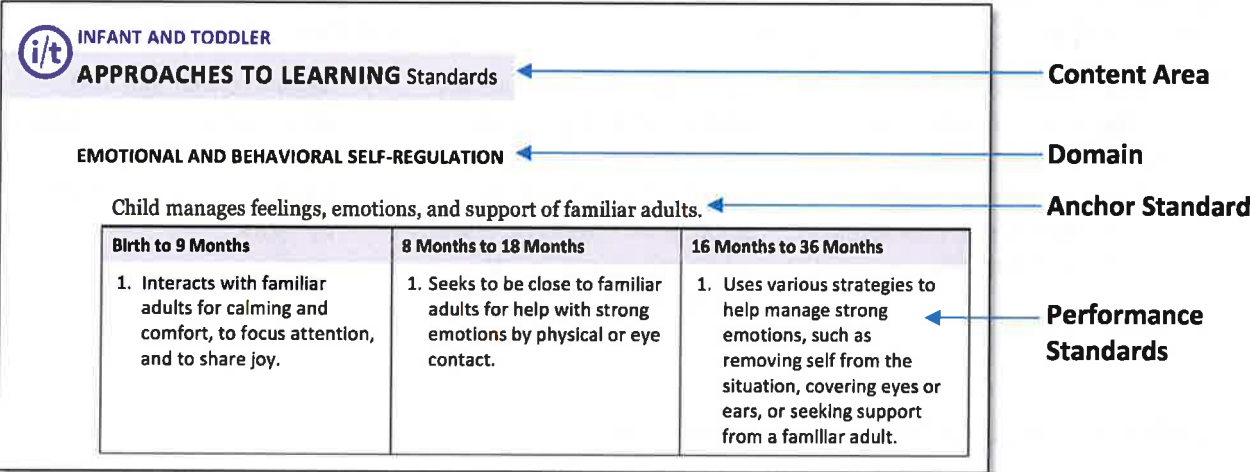 i/t
INFANT AND TODDLER
APPROACHES TO LEARNING Standards
Content Area
EMOTIONAL AND BEHAVIORAL SELF-REGULATION
Domain
Child manages feelings, emotions, and support of familiar adults.
Anchor Standard
Birth to 9 Months
1. Interacts with familiar
adults for calming and
comfort, to focus attention,
and to share joy.
8 Months to 18 Months
1. Seeks to be close to familiar
adults for help with strong
emotions by physical or eye
contact.
16 Months to 36 Months
1. Uses various strategies to
help manage strong
emotions, such as
removing self from the
situation, covering eyes or
ears, or seeking support
from a familiar adult.
Performance
Standards